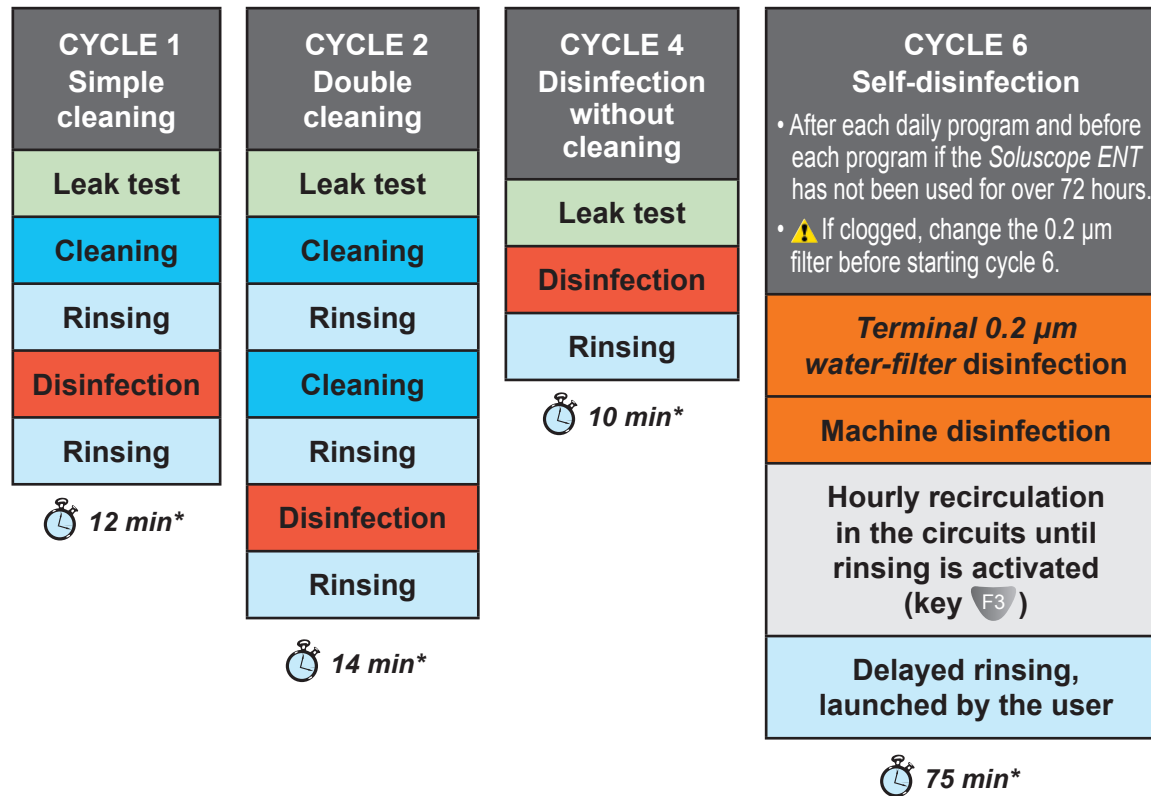 CYCLE 1
Simple
cleaning
Leak test
Cleaning
Rinsing
Disinfection
Rinsing
12 min*
CYCLE 2
Double
cleaning
Leak test
Cleaning
Rinsing
Cleaning
Rinsing
Disinfection
Rinsing
14 min*
CYCLE 4
Disinfection
without
cleaning
Leak test
Disinfection
Rinsing
10 min*
CYCLE 6
Self-disinfection
• After each daily program and before
each program if the Soluscope ENT
has not been used for over 72 hours.
• ⚠ If clogged, change the 0.2 µm
filter before starting cycle 6.
Terminal 0.2 µm
water-filter disinfection
Machine disinfection
Hourly recirculation
in the circuits until
rinsing is activated
(key F3)
Delayed rinsing,
launched by the user
75 min*